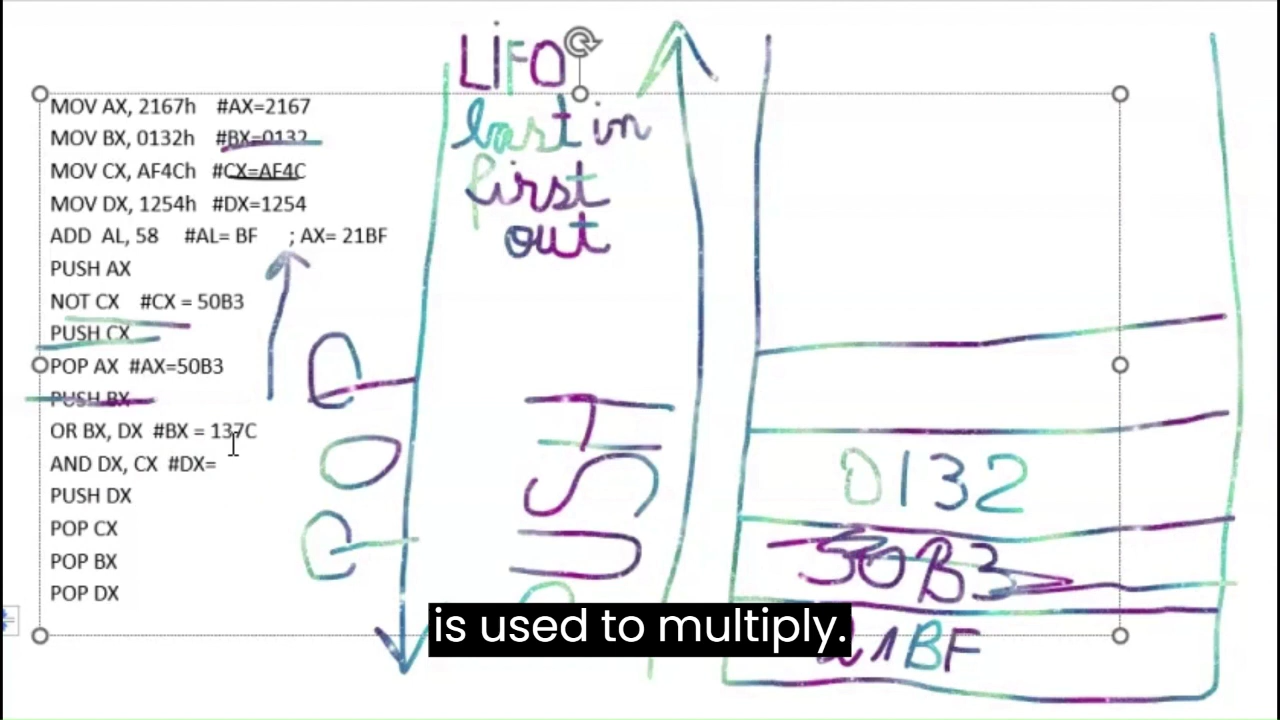 MOV AX, 2167h #AX=2167
MOV BX, 0132h #BX=0132
MOV CX, AF4Ch #CX=AF4C
MOV DX, 1254h #DX=1254
ADD AL, 58 #AL= BF ; AX= 21BF
PUSH AX
NOT CX #CX = 50B3
PUSH CX
POP AX #AX=50B3
PUSH BX
OR BX, DX #BX = 137C
AND DX, CX #DX=
PUSH DX
POP CX
POP BX
POP DX
LiFO
last in
first
out
POP
PUSH
0132
50B3
21BF
is used to multiply.